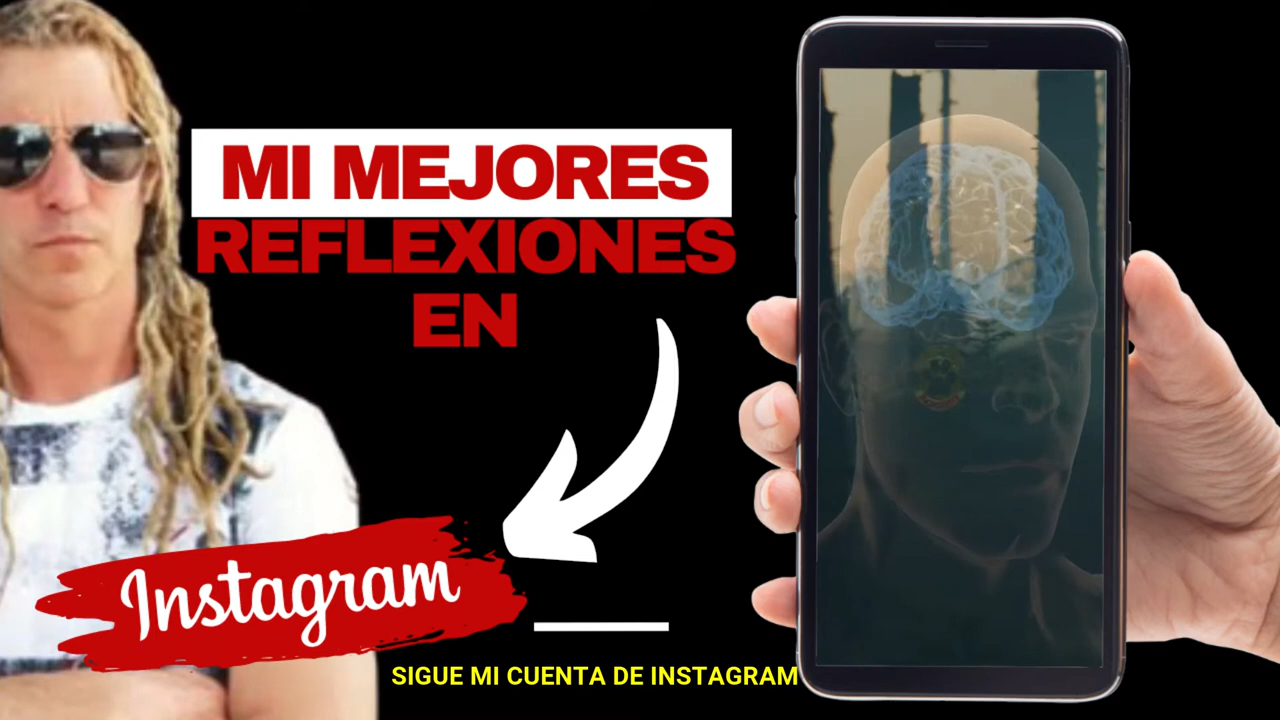 MI MEJORES
REFLEXIONES
EN
Instagram
SIGUE MI CUENTA DE INSTAGRAM